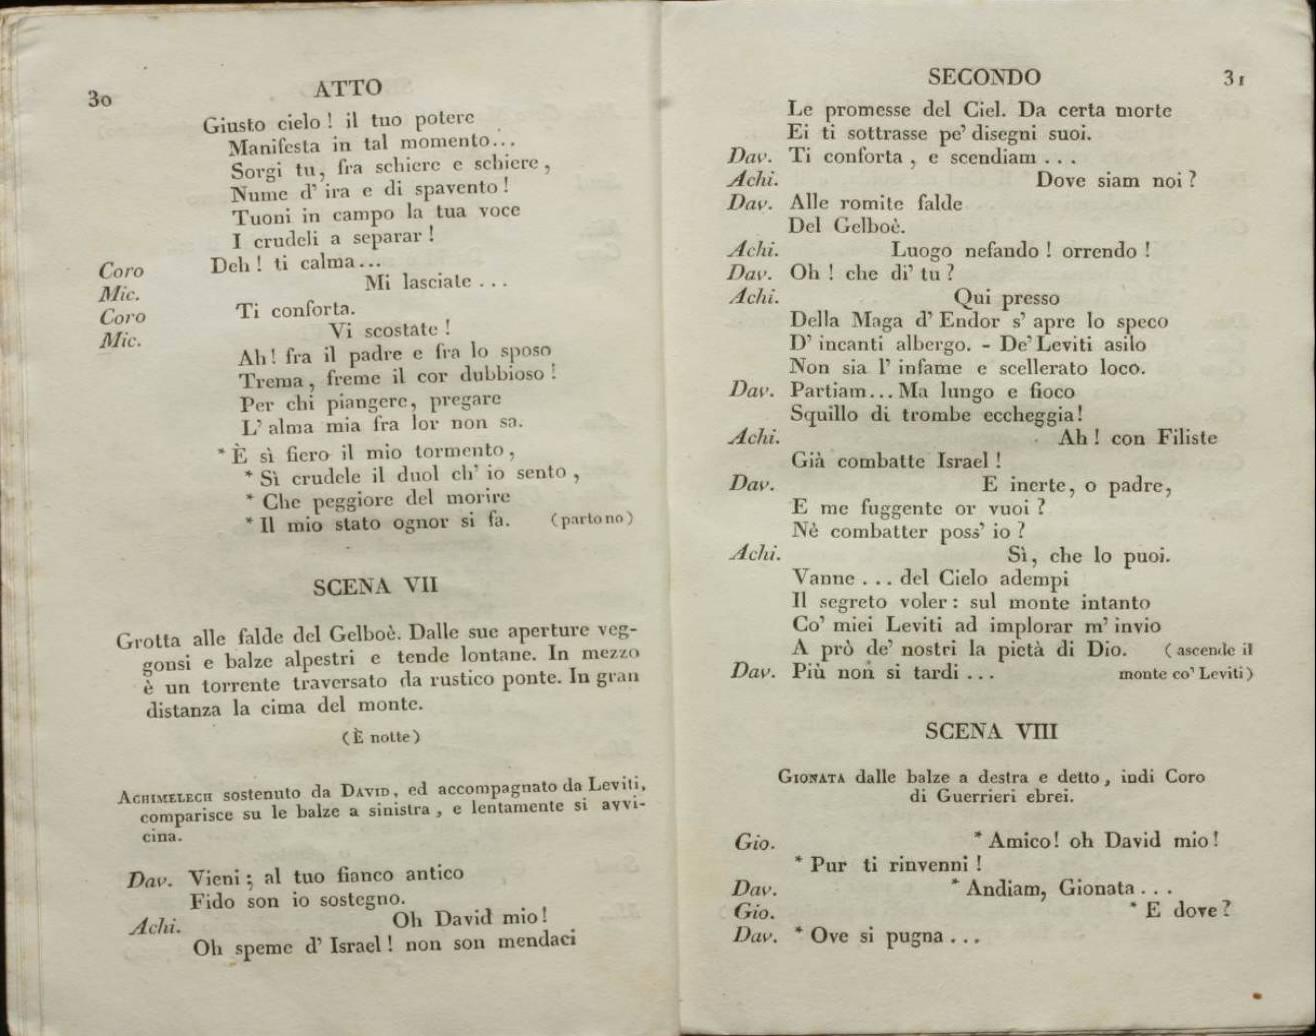 30
ATTO
Giusto cielo ! il tuo potere
Manifesta in tal momento...
Sorgi tu, fra schiere e schiere ,
Nume d' ira e di spavento !
Tuoni in campo la tua voce
I crudeli a separar !
Coro Deh ! ti calma...
Mic. Mi lasciate ...
Coro Ti conforta.
Mic. Vi scostate !
Ah ! fra il padre e fra lo sposo
Trema , freme il cor dubbioso !
Per chi piangere, pregare
L' alma mia fra lor non sa.
* È sì fiero il mio tormento ,
* Sì crudele il duol ch' io sento ,
* Che peggiore del morire
* Il mio stato ognor si fa. (partono)
SCENA VII
Grotta alle falde del Gelboè. Dalle sue aperture veg-
gonsi e balze alpestri e tende lontane. In mezzo
è un torrente traversato da rustico ponte. In gran
distanza la cima del monte.
(È notte)
ACHIMELECH sostenuto da DAVID, ed accompagnato da Leviti,
comparisce su le balze a sinistra , e lentamente si avvi-
cina.
Dav. Vieni ; al tuo fianco antico
Fido son io sostegno.
Achi. Oh David mio !
Oh speme d' Israel ! non son mendaci
SECONDO
31
Le promesse del Ciel. Da certa morte
Ei ti sottrasse pe' disegni suoi.
Dav. Ti conforta , e scendiam ...
Achi. Dove siam noi ?
Dav. Alle romite falde
Del Gelboè.
Achi. Luogo nefando ! orrendo !
Dav. Oh ! che di' tu ?
Achi. Qui presso
Della Maga d' Endor s' apre lo speco
D' incanti albergo. - De' Leviti asilo
Non sia l' infame e scellerato loco.
Dav. Partiam... Ma lungo e fioco
Squillo di trombe eccheggia !
Achi. Ah ! con Filiste
Già combatte Israel !
Dav. E inerte, o padre,
E me fuggente or vuoi ?
Nè combatter poss' io ?
Achi. Sì, che lo puoi.
Vanne ... del Cielo adempi
Il segreto voler : sul monte intanto
Co' miei Leviti ad implorar m' invio
A prò de' nostri la pietà di Dio. (ascende il
Dav. Più non si tardi ... monte co' Leviti)
SCENA VIII
GIONATA dalle balze a destra e detto , indi Coro
di Guerrieri ebrei.
Gio. * Amico ! oh David mio !
* Pur ti rinvenni !
Dav. * Andiam, Gionata ...
Gio. * E dove ?
Dav. * Ove si pugna ...